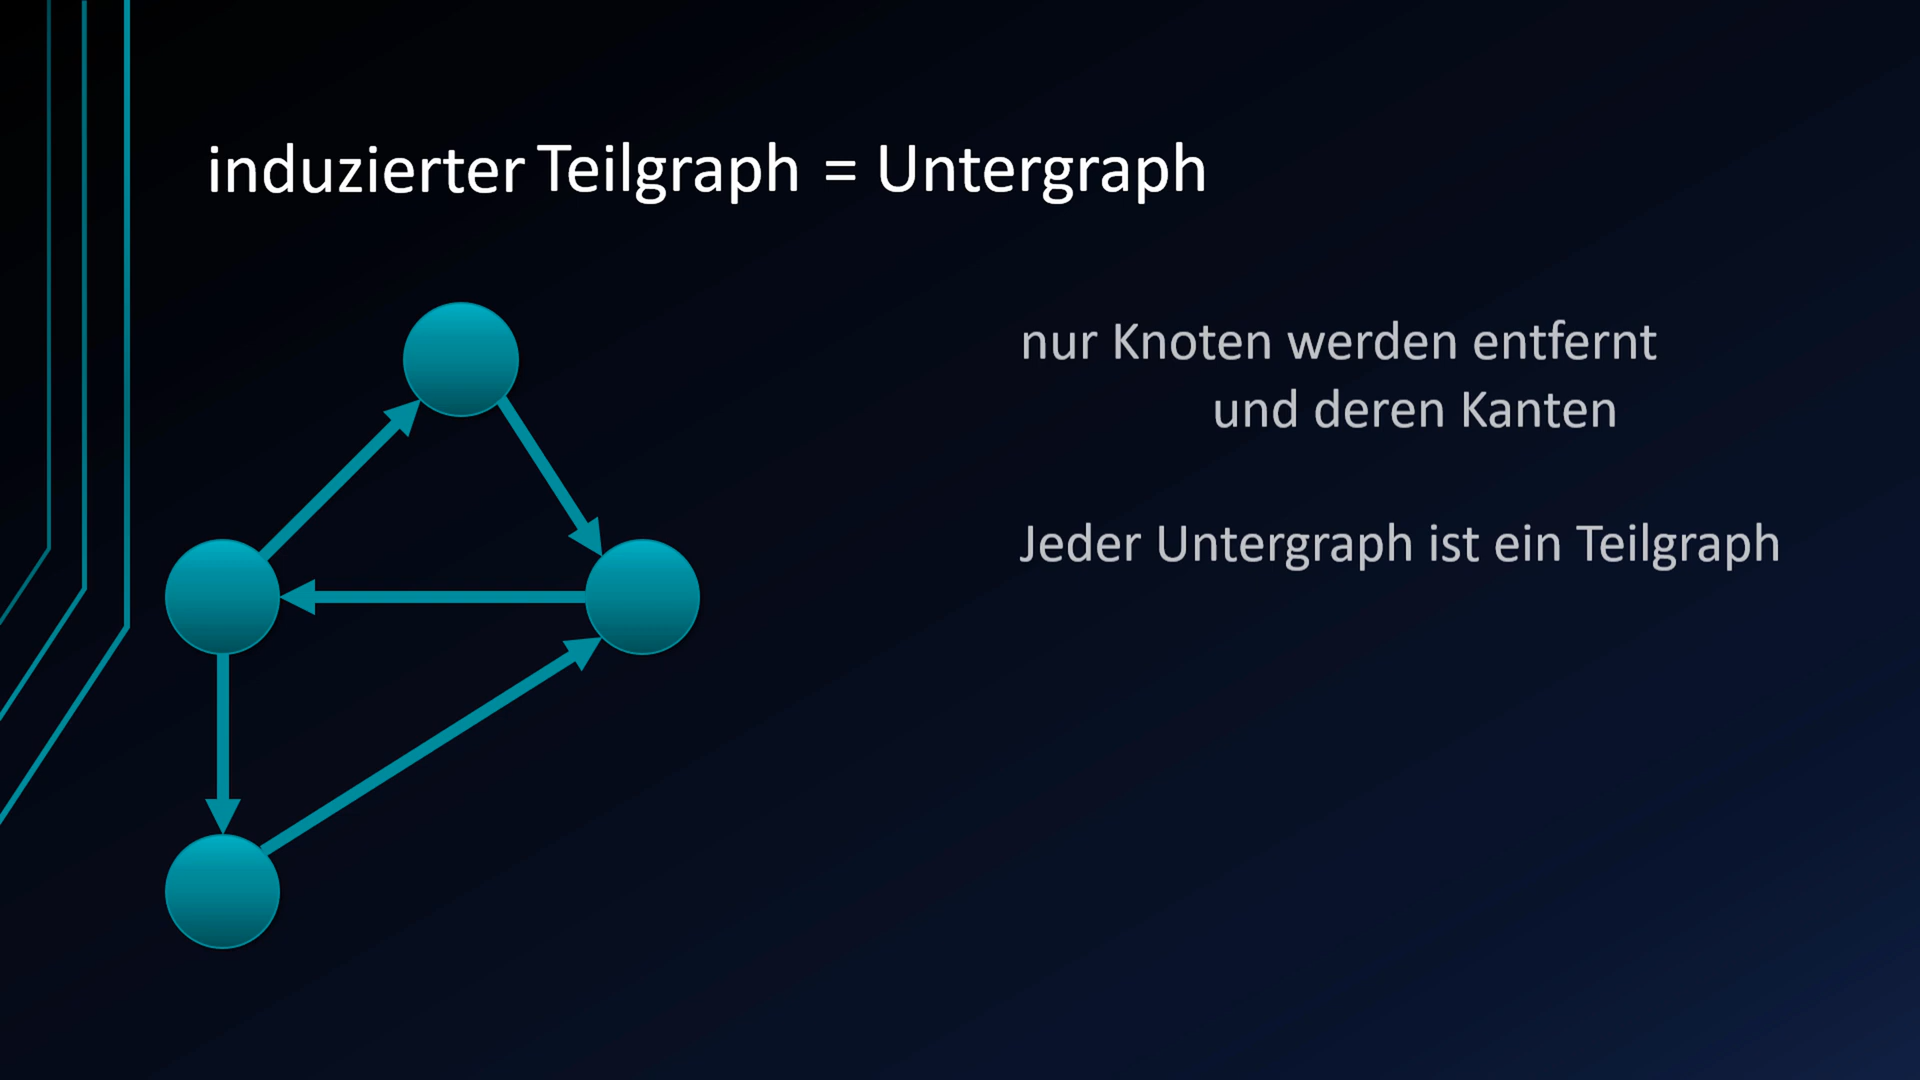 induzierter Teilgraph = Untergraph
nur Knoten werden entfernt
und deren Kanten
Jeder Untergraph ist ein Teilgraph